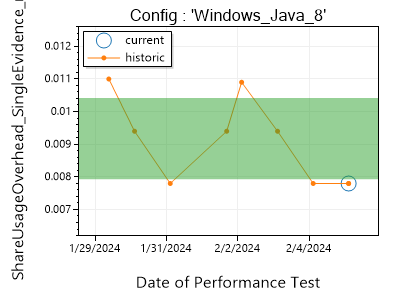 Config : 'Windows_Java_8'
current
historic
0.012
0.011
0.01
0.009
0.008
0.007
1/29/2024
1/31/2024
2/2/2024
2/4/2024
Date of Performance Test
ShareUsageOverhead_SingleEvidence_